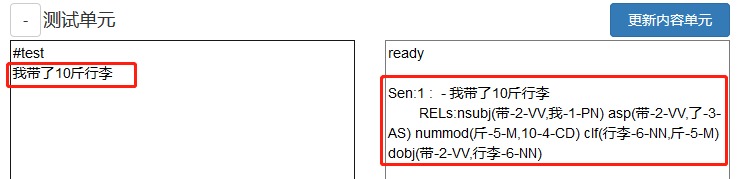 - 测试单元
更新内容单元
#test
我带了10斤行李
ready
Sen:1 : - 我带了10斤行李
RELs:nsubj(带-2-VV,我-1-PN) asp(带-2-VV,了-3-
AS) nummod(斤-5-M,10-4-CD) clf(行李-6-NN,斤-5-M)
dobj(带-2-VV,行李-6-NN)